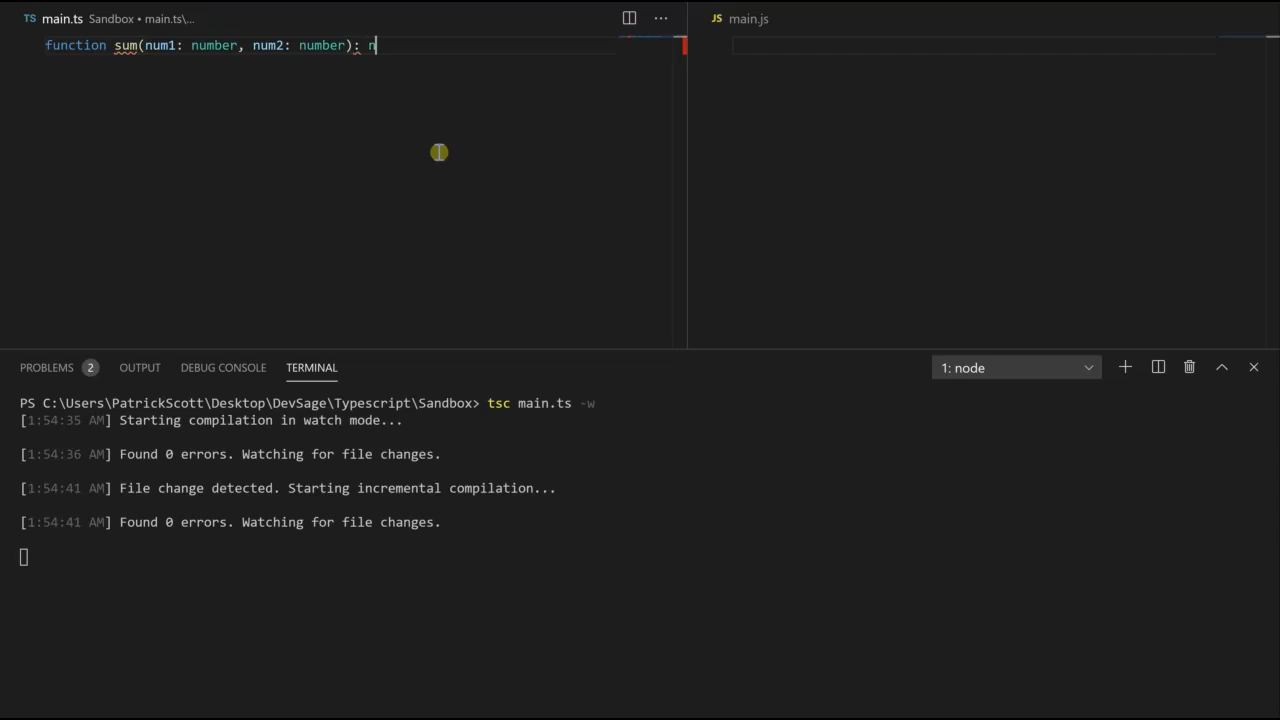 TS main.ts Sandbox • main.ts\...
JS main.js
function sum(num1: number, num2: number): n
PROBLEMS 2 OUTPUT DEBUG CONSOLE TERMINAL
1: node
PS C:\Users\PatrickScott\Desktop\DevSage\Typescript\Sandbox> tsc main.ts -w
[1:54:35 AM] Starting compilation in watch mode...
[1:54:36 AM] Found 0 errors. Watching for file changes.
[1:54:41 AM] File change detected. Starting incremental compilation...
[1:54:41 AM] Found 0 errors. Watching for file changes.